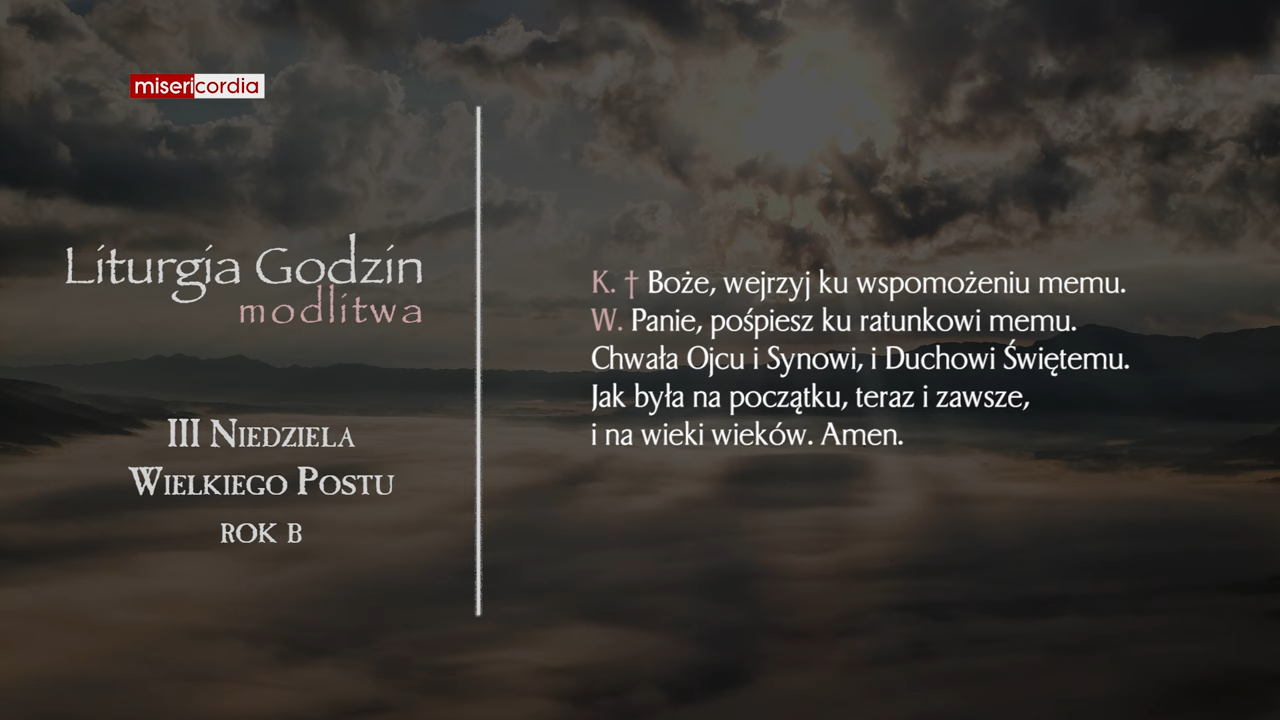 misericordia
Liturgia Godzin
modlitwa
III Niedziela
Wielkiego Postu
rok B
K. † Boże, wejrzyj ku wspomożeniu memu.
W. Panie, pośpiesz ku ratunkowi memu.
Chwała Ojcu i Synowi, i Duchowi Świętemu.
Jak była na początku, teraz i zawsze,
i na wieki wieków. Amen.